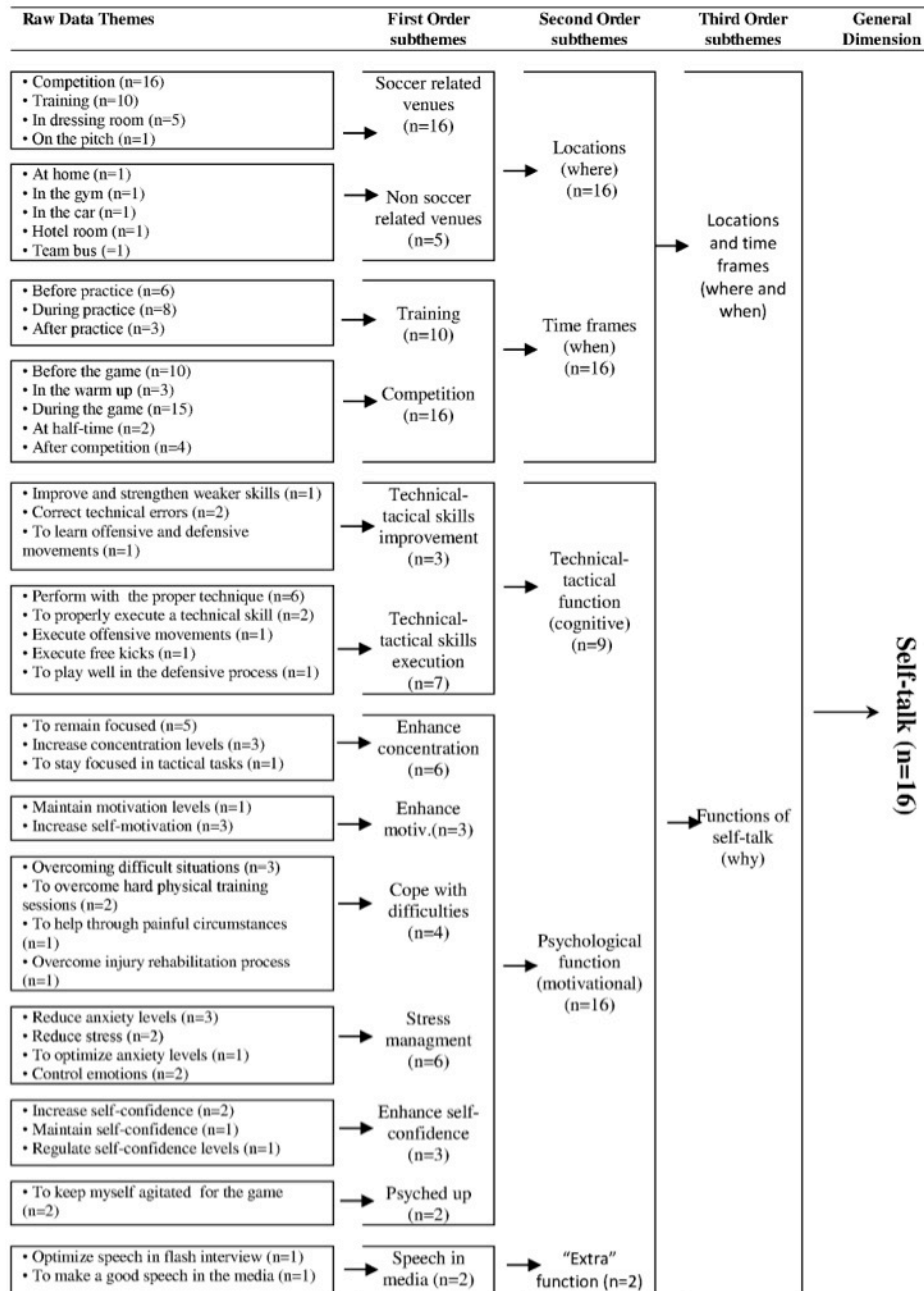 Raw Data Themes
First Order
subthemes
Second Order
subthemes
Third Order
subthemes
General
Dimension
• Competition (n=16)
• Training (n=10)
• In dressing room (n=5)
• On the pitch (n=1)
Soccer related
venues
(n=16)
• At home (n=1)
• In the gym (n=1)
• In the car (n=1)
• Hotel room (n=1)
• Team bus (=1)
Non soccer
related venues
(n=5)
Locations
(where)
(n=16)
• Before practice (n=6)
• During practice (n=8)
• After practice (n=3)
Training
(n=10)
• Before the game (n=10)
• In the warm up (n=3)
• During the game (n=15)
• At half-time (n=2)
• After competition (n=4)
Competition
(n=16)
Time frames
(when)
(n=16)
Locations
and time
frames
(where and
when)
• Improve and strengthen weaker skills (n=1)
• Correct technical errors (n=2)
• To learn offensive and defensive
movements (n=1)
Technical-
tacical skills
improvement
(n=3)
• Perform with the proper technique (n=6)
• To properly execute a technical skill (n=2)
• Execute offensive movements (n=1)
• Execute free kicks (n=1)
• To play well in the defensive process (n=1)
Technical-
tactical skills
execution
(n=7)
Technical-
tactical
function
(cognitive)
(n=9)
• To remain focused (n=5)
• Increase concentration levels (n=3)
• To stay focused in tactical tasks (n=1)
Enhance
concentration
(n=6)
• Maintain motivation levels (n=1)
• Increase self-motivation (n=3)
Enhance
motiv.(n=3)
• Overcoming difficult situations (n=3)
• To overcome hard physical training
sessions (n=2)
• To help through painful circumstances
(n=1)
• Overcome injury rehabilitation process
(n=1)
Cope with
difficulties
(n=4)
• Reduce anxiety levels (n=3)
• Reduce stress (n=2)
• To optimize anxiety levels (n=1)
• Control emotions (n=2)
Stress
managment
(n=6)
• Increase self-confidence (n=2)
• Maintain self-confidence (n=1)
• Regulate self-confidence levels (n=1)
Enhance self-
confidence
(n=3)
• To keep myself agitated for the game
(n=2)
Psyched up
(n=2)
Psychological
function
(motivational)
(n=16)
• Optimize speech in flash interview (n=1)
• To make a good speech in the media (n=1)
Speech in
media (n=2)
“Extra”
function (n=2)
Functions of
self-talk
(why)
Self-talk (n=16)